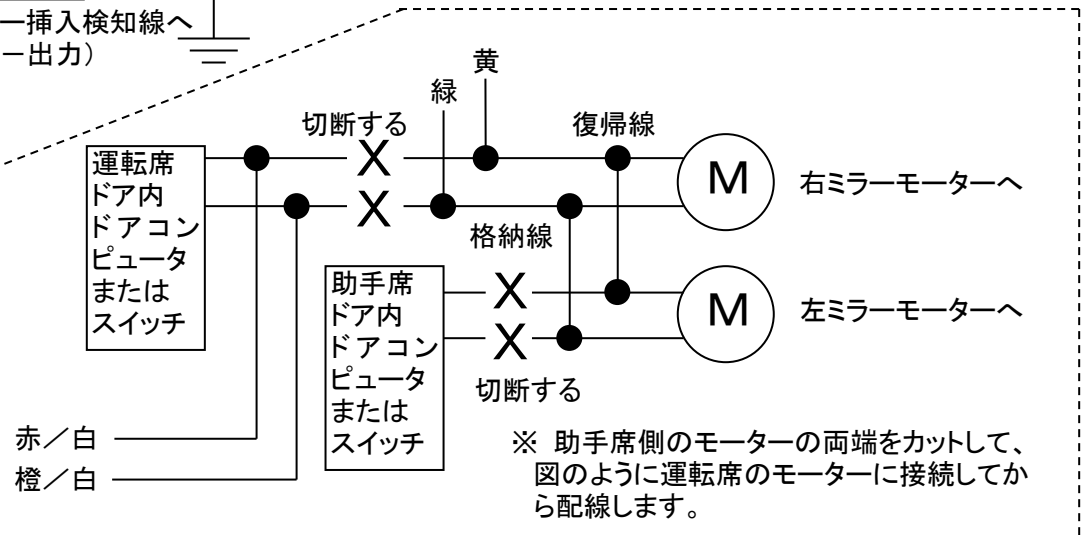 ー挿入検知線へ
－出力）
黄
緑
切断する
復帰線
X
X
運転席
ドア内
ドアコン
ピュータ
または
スイッチ
M
右ミラーモーターへ
格納線
助手席
ドア内
ドアコン
ピュータ
または
スイッチ
X
X
M
左ミラーモーターへ
切断する
赤／白
橙／白
※ 助手席側のモーターの両端をカットして、
図のように運転席のモーターに接続してか
ら配線します。